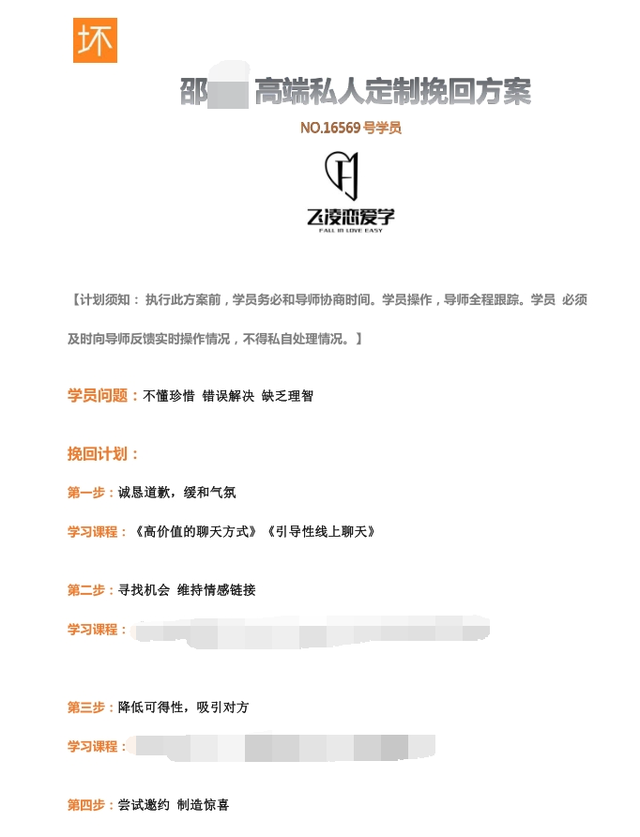 坏
邵 高端私人定制挽回方案
NO.16569 号学员
飞凌恋爱学
FALL IN LOVE EASY
【计划须知： 执行此方案前，学员务必和导师协商时间。学员操作，导师全程跟踪。学员 必须
及时向导师反馈实时操作情况，不得私自处理情况。】
学员问题：不懂珍惜 错误解决 缺乏理智
挽回计划：
第一步：诚恳道歉，缓和气氛
学习课程：《高价值的聊天方式》《引导性线上聊天》
第二步：寻找机会 维持情感链接
学习课程：
第三步：降低可得性，吸引对方
学习课程：
第四步：尝试邀约 制造惊喜